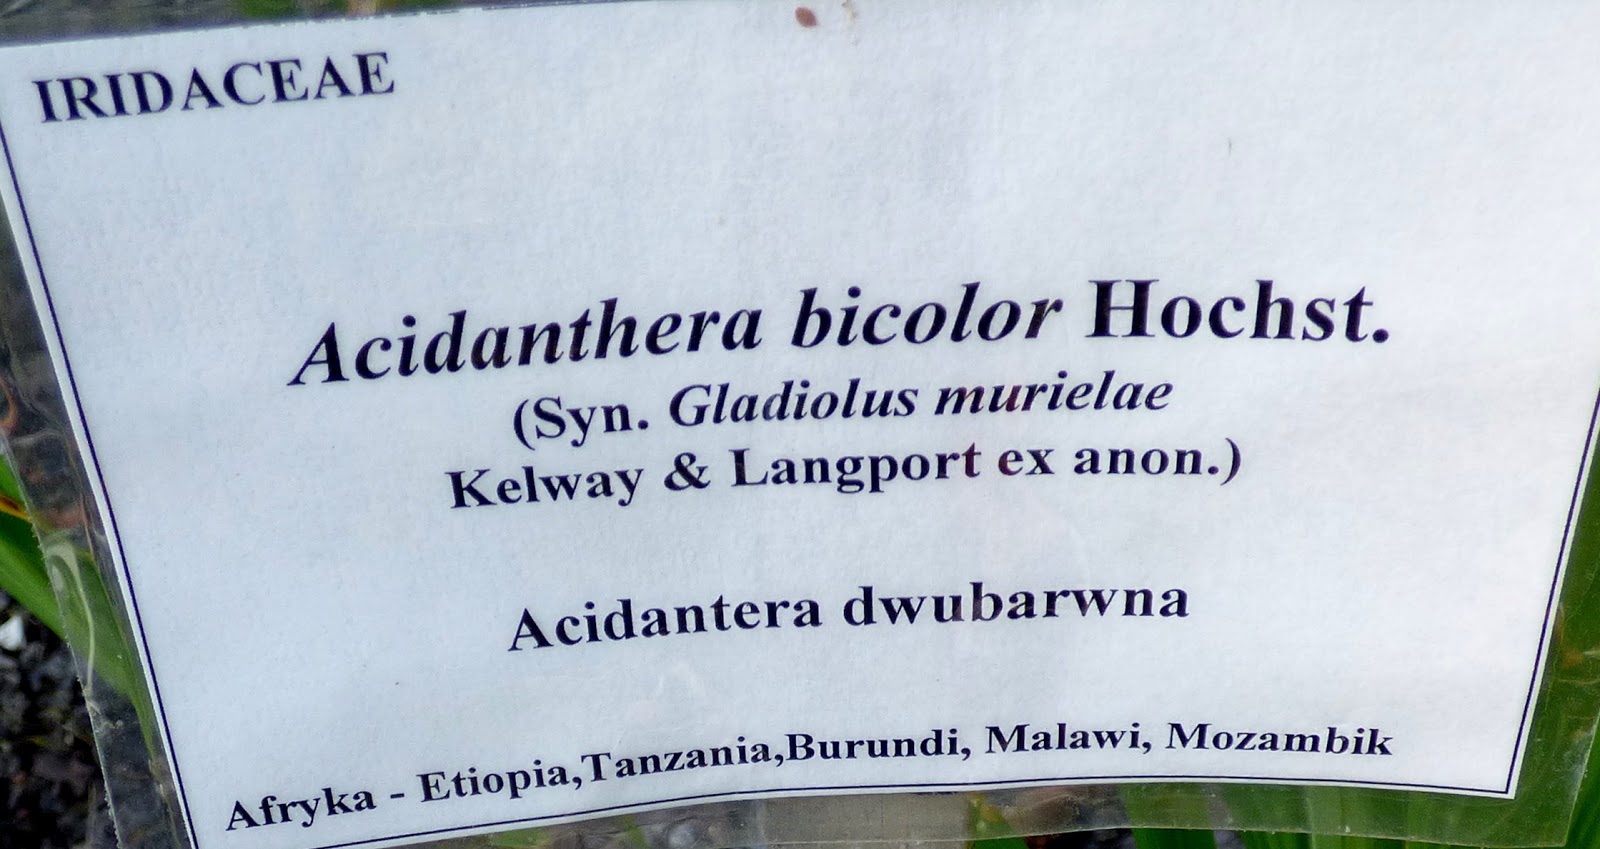 IRIDACEAE
Acidanthera bicolor Hochst.
(Syn. Gladiolus murielae
Kelway & Langport ex anon.)
Acidantera dwubarwna
Afryka - Etiopia,Tanzania,Burundi, Malawi, Mozambik